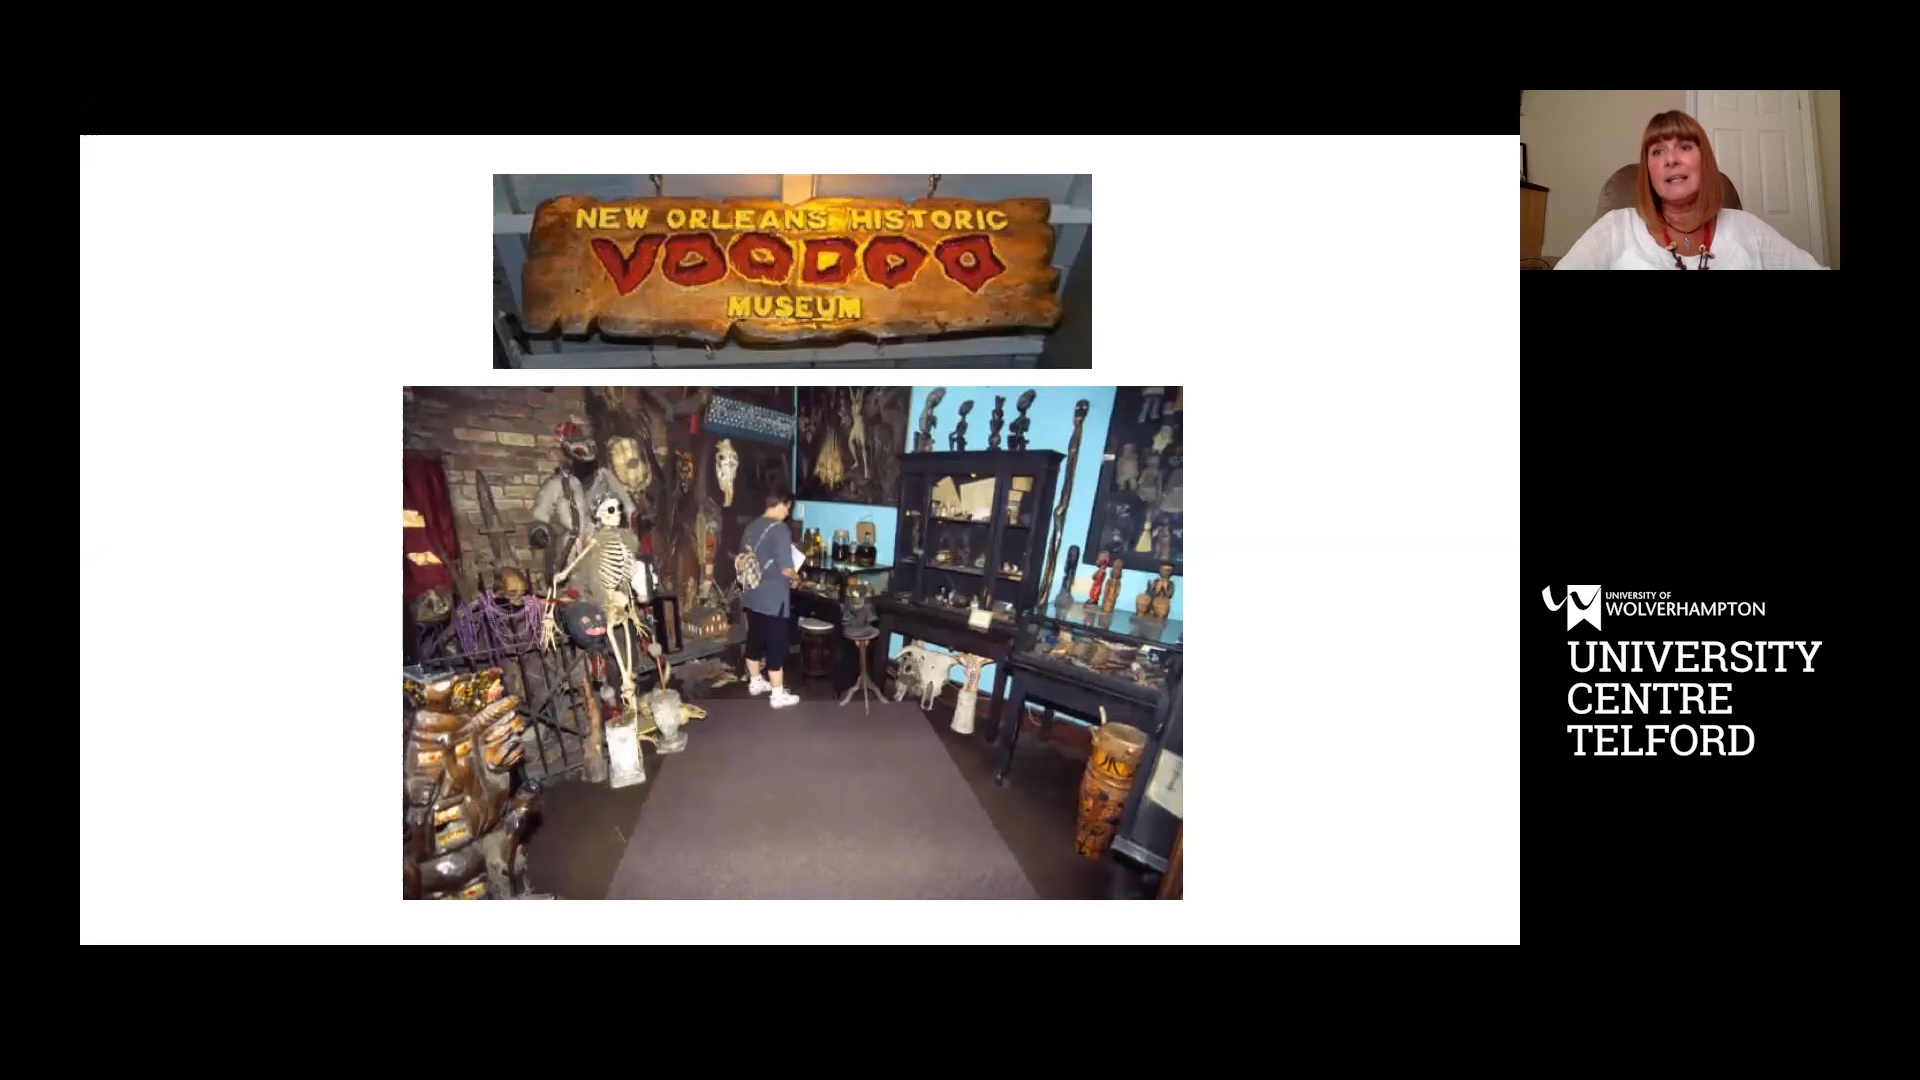 NEW ORLEANS HISTORIC
VOODOO
MUSEUM
UNIVERSITY OF
WOLVERHAMPTON
UNIVERSITY
CENTRE
TELFORD